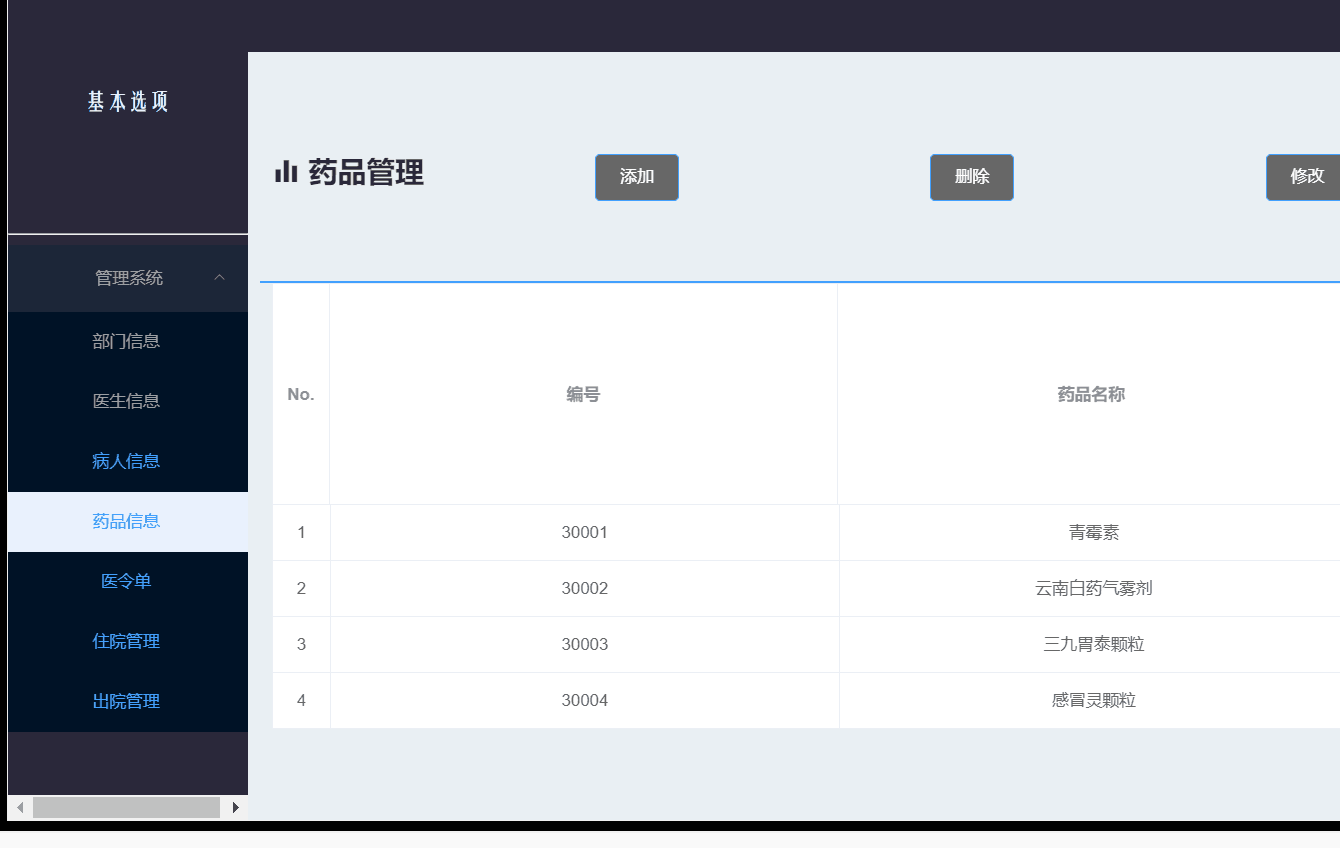 基本选项
药品管理
添加
删除
修改
管理系统
部门信息
医生信息
病人信息
药品信息
医令单
住院管理
出院管理
No. 编号 药品名称
1 30001 青霉素
2 30002 云南白药气雾剂
3 30003 三九胃泰颗粒
4 30004 感冒灵颗粒